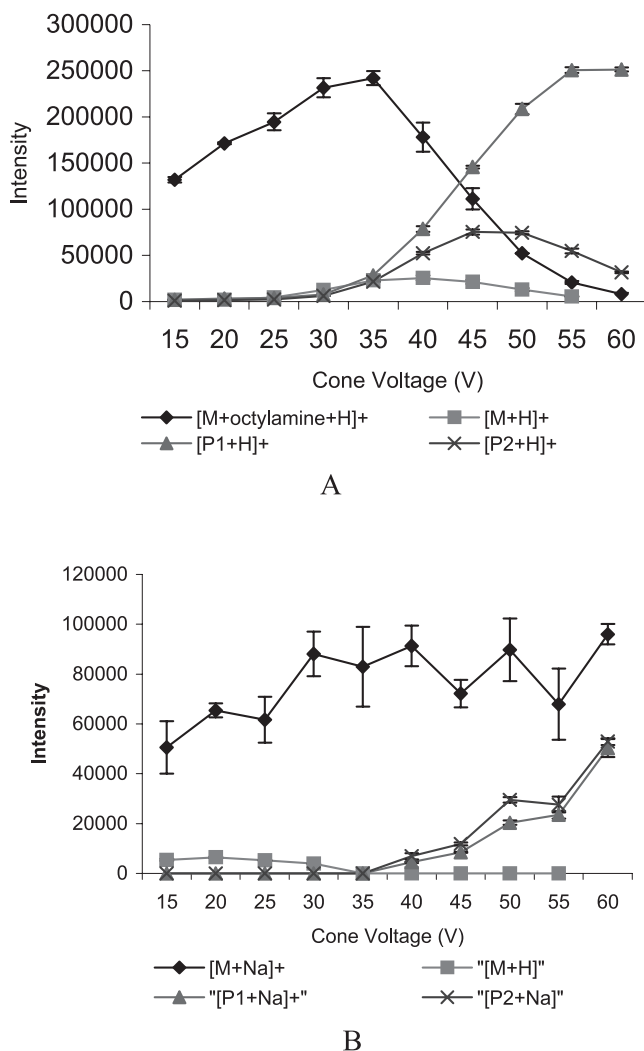 300000
250000
200000
150000
100000
50000
0
Intensity
15 20 25 30 35 40 45 50 55 60
Cone Voltage (V)
[M+octylamine+H]+ [M+H]+
[P1+H]+ [P2+H]+
A
120000
100000
80000
60000
40000
20000
0
Intensity
15 20 25 30 35 40 45 50 55 60
Cone Voltage (V)
[M+Na]+ "[M+H]"
"[P1+Na]+" "[P2+Na]"
B